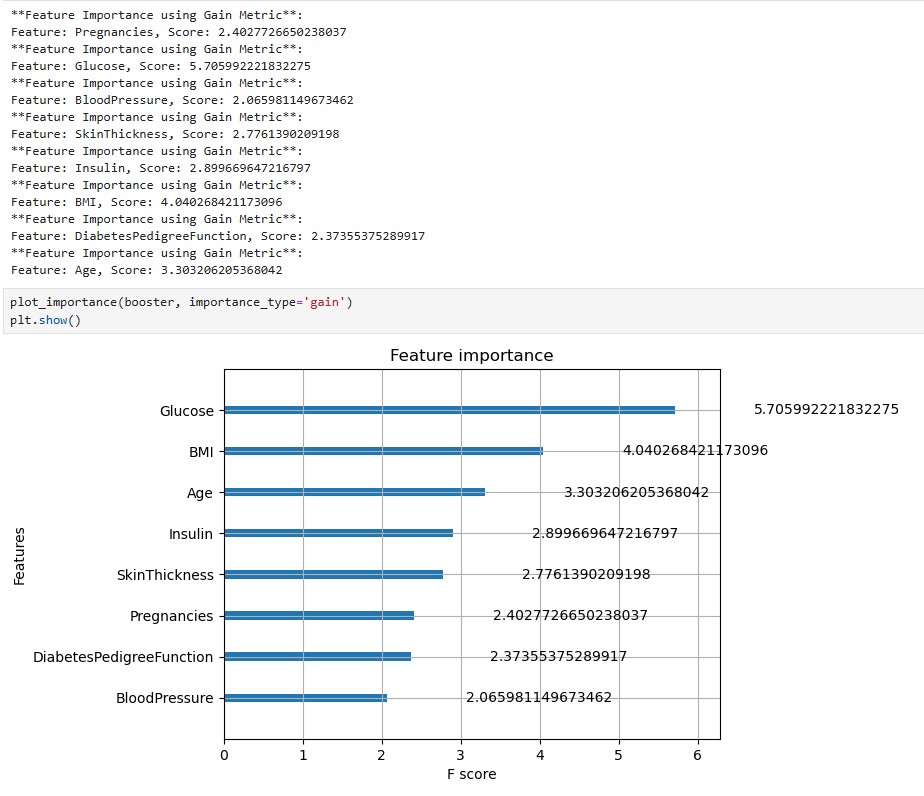 **Feature Importance using Gain Metric**:
Feature: Pregnancies, Score: 2.4027726650238037
**Feature Importance using Gain Metric**:
Feature: Glucose, Score: 5.705992221832275
**Feature Importance using Gain Metric**:
Feature: BloodPressure, Score: 2.065981149673462
**Feature Importance using Gain Metric**:
Feature: SkinThickness, Score: 2.7761390209198
**Feature Importance using Gain Metric**:
Feature: Insulin, Score: 2.899669647216797
**Feature Importance using Gain Metric**:
Feature: BMI, Score: 4.040268421173096
**Feature Importance using Gain Metric**:
Feature: DiabetesPedigreeFunction, Score: 2.37355375289917
**Feature Importance using Gain Metric**:
Feature: Age, Score: 3.303206205368042
plot_importance(booster, importance_type='gain')
plt.show()
Feature importance
Glucose 5.705992221832275
BMI 4.040268421173096
Age 3.303206205368042
Insulin 2.899669647216797
SkinThickness 2.7761390209198
Pregnancies 2.4027726650238037
DiabetesPedigreeFunction 2.37355375289917
BloodPressure 2.065981149673462
Features
0 1 2 3 4 5 6
F score